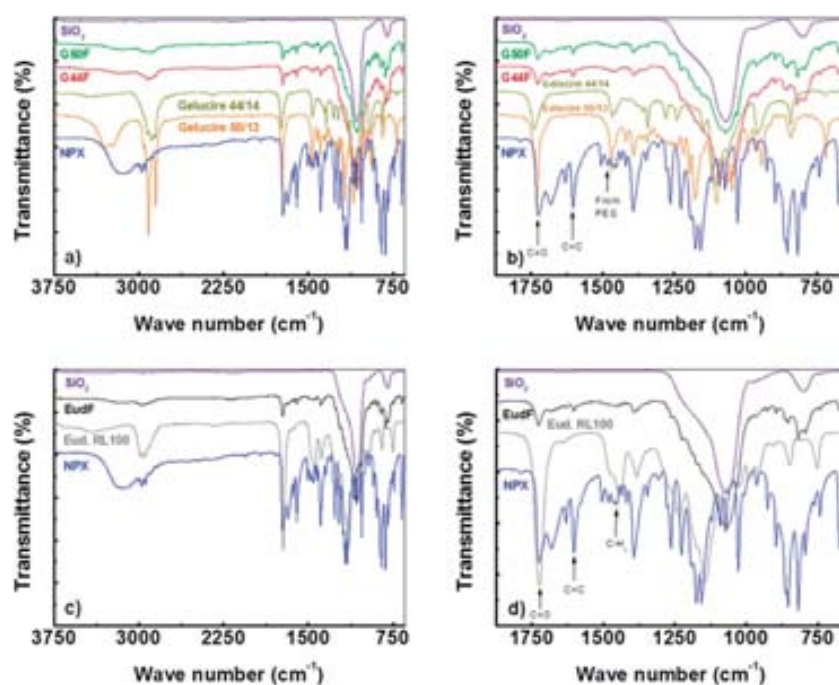 SiO2
G50F
G44F
Gelucire 44/14
Gelucire 50/13
NPX
Transmittance (%)
a)
3750 3000 2250 1500 750
Wave number (cm-1)
SiO2
G50F
G44F
Gelucire 44/14
Gelucire 50/13
NPX
Transmittance (%)
C=O
C=C
From PEG
b)
1750 1500 1250 1000 750
Wave number (cm-1)
SiO2
EudF
Eud. RL100
NPX
Transmittance (%)
c)
3750 3000 2250 1500 750
Wave number (cm-1)
SiO2
EudF
Eud. RL100
NPX
Transmittance (%)
C=O
C=C
d)
1750 1500 1250 1000 750
Wave number (cm-1)